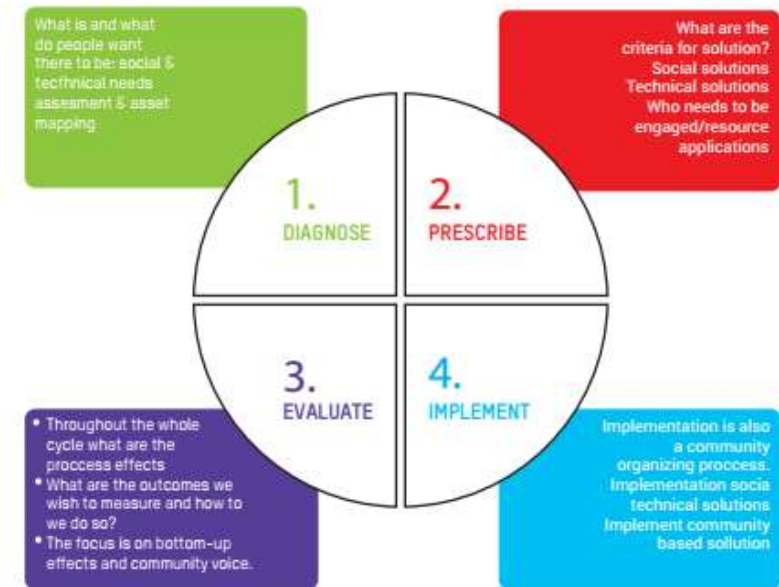 What is and what
do people want
there to be: social &
tecfhnical needs
assesment & asset
mapping
What are the
criteria for solution?
Social solutions
Technical solutions
Who needs to be
engaged/resource
applications
1.
DIAGNOSE
2.
PRESCRIBE
3.
EVALUATE
4.
IMPLEMENT
• Throughout the whole
cycle what are the
proccess effects
• What are the outcomes we
wish to measure and how to
we do so?
• The focus is on bottom-up
effects and community voice.
Implementation is also
a community
organizing proccess.
Implementation socia
technical solutions
Implement community
based sollution